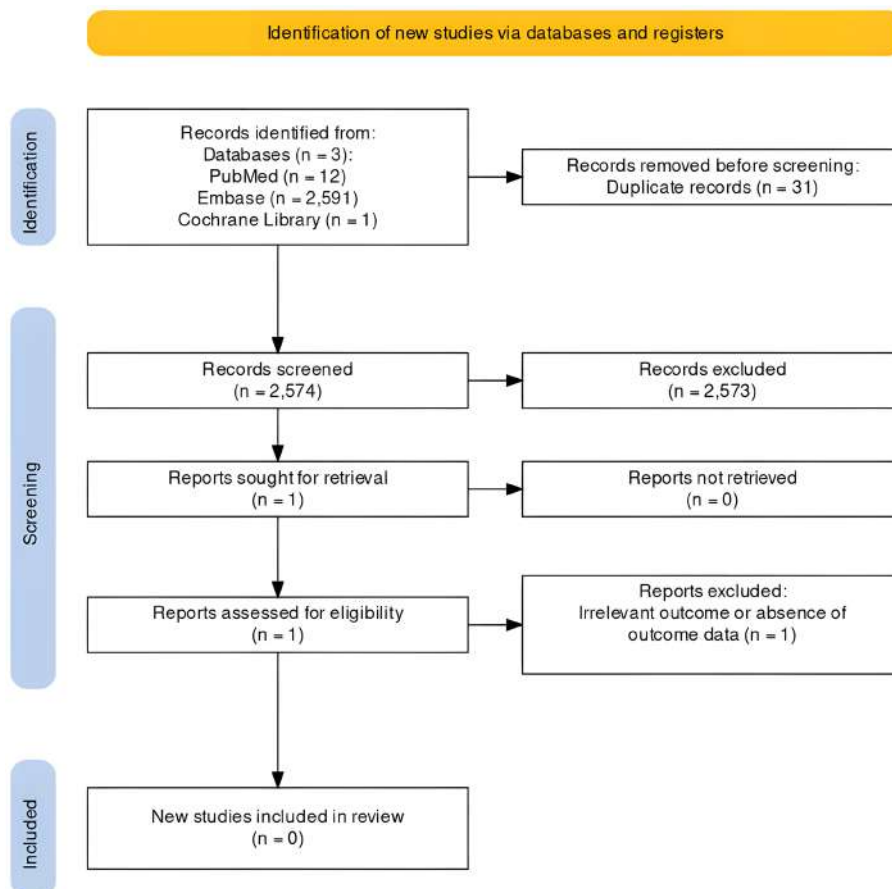 Identification of new studies via databases and registers
Identification
Records identified from:
Databases (n = 3):
PubMed (n = 12)
Embase (n = 2,591)
Cochrane Library (n = 1)
Records removed before screening:
Duplicate records (n = 31)
Screening
Records screened
(n = 2,574)
Records excluded
(n = 2,573)
Reports sought for retrieval
(n = 1)
Reports not retrieved
(n = 0)
Reports assessed for eligibility
(n = 1)
Reports excluded:
Irrelevant outcome or absence of
outcome data (n = 1)
Included
New studies included in review
(n = 0)